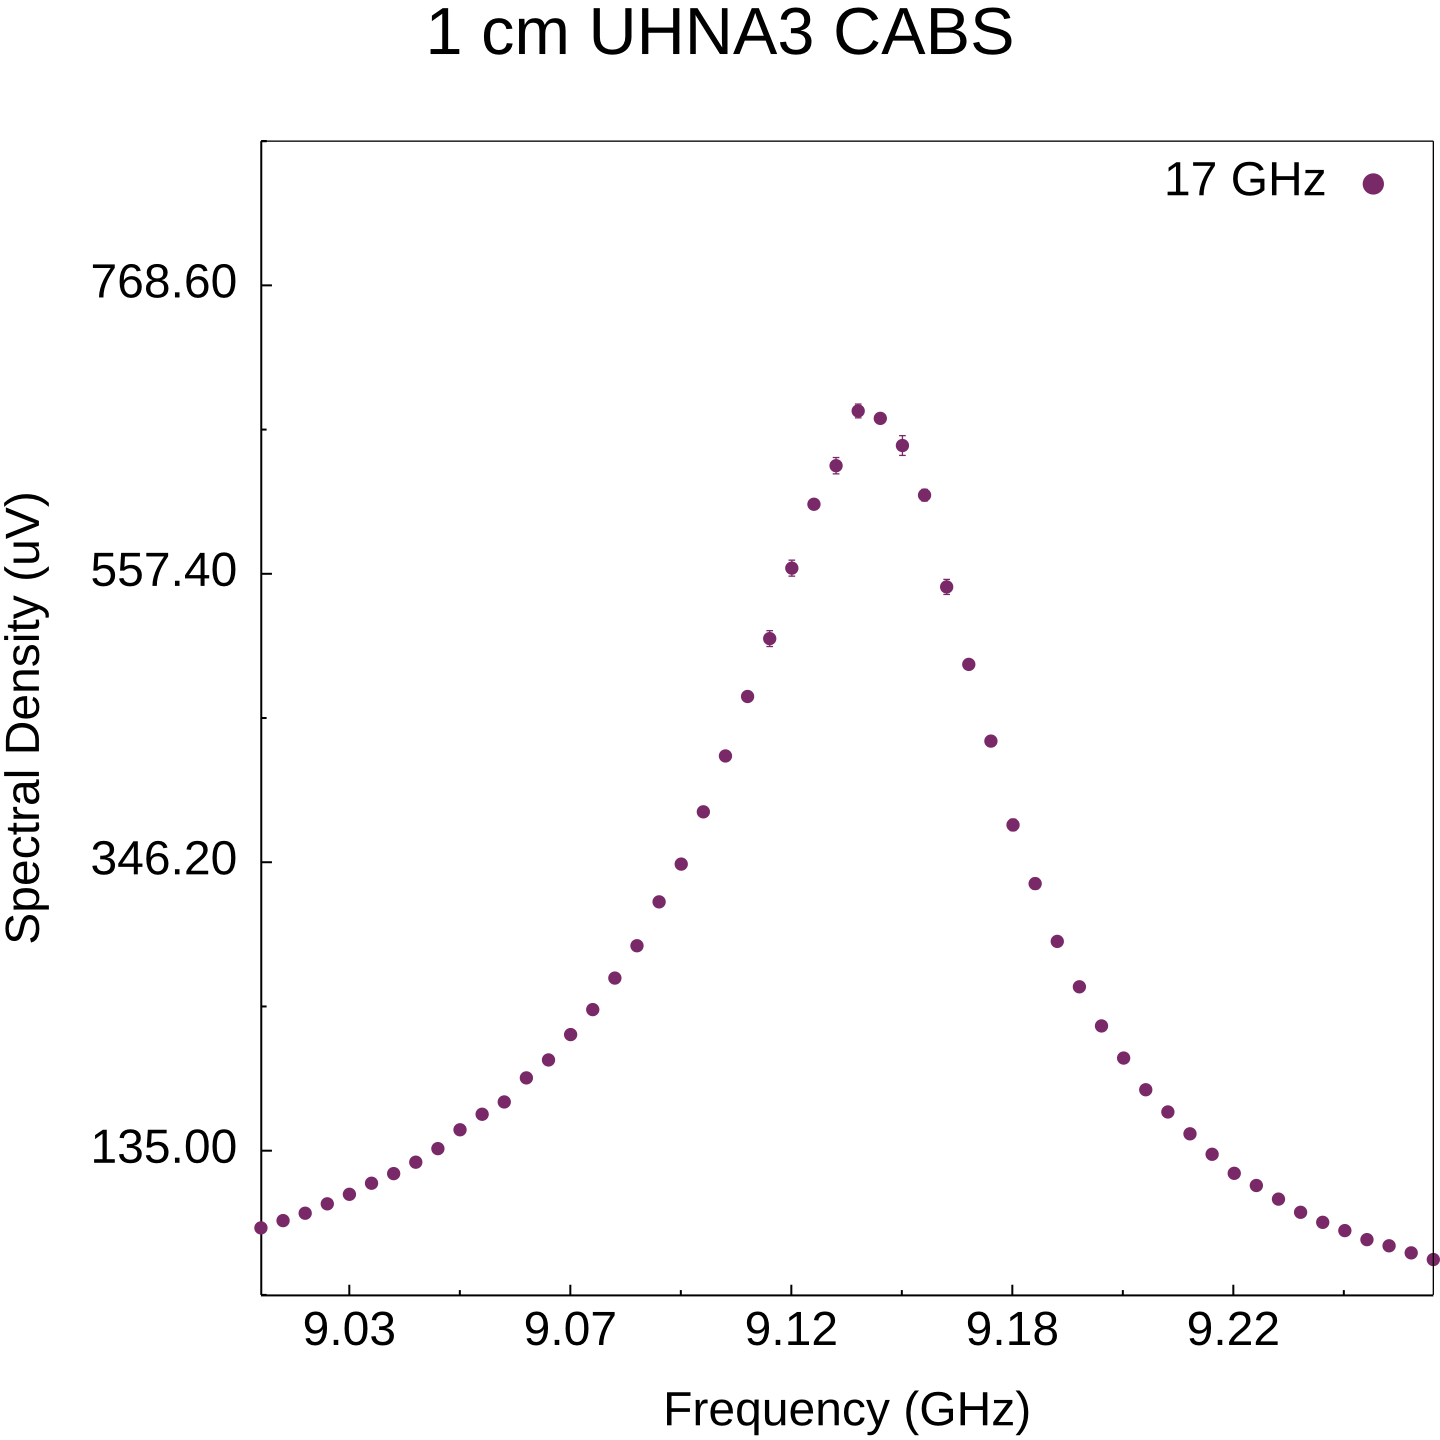 1 cm UHNA3 CABS
17 GHz
768.60
557.40
346.20
135.00
Spectral Density (uV)
9.03 9.07 9.12 9.18 9.22
Frequency (GHz)